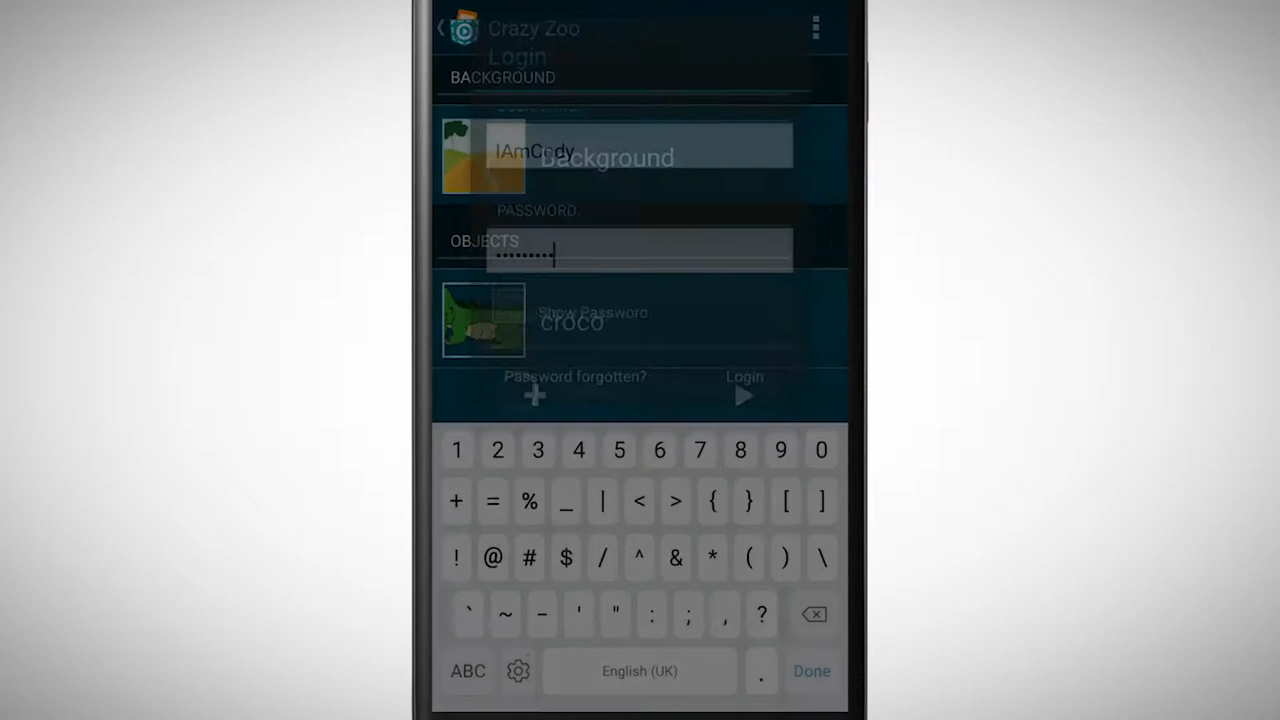 Crazy Zoo
Login
BACKGROUND
IAmCody
Background
PASSWORD
OBJECTS
•••••••••
Show Password
croco
Password forgotten?
Login
1 2 3 4 5 6 7 8 9 0
+ = % _ | < > { } [ ]
! @ # $ / ^ & * ( ) \
` ~ - ' " : ; , ?
ABC English (UK) . Done